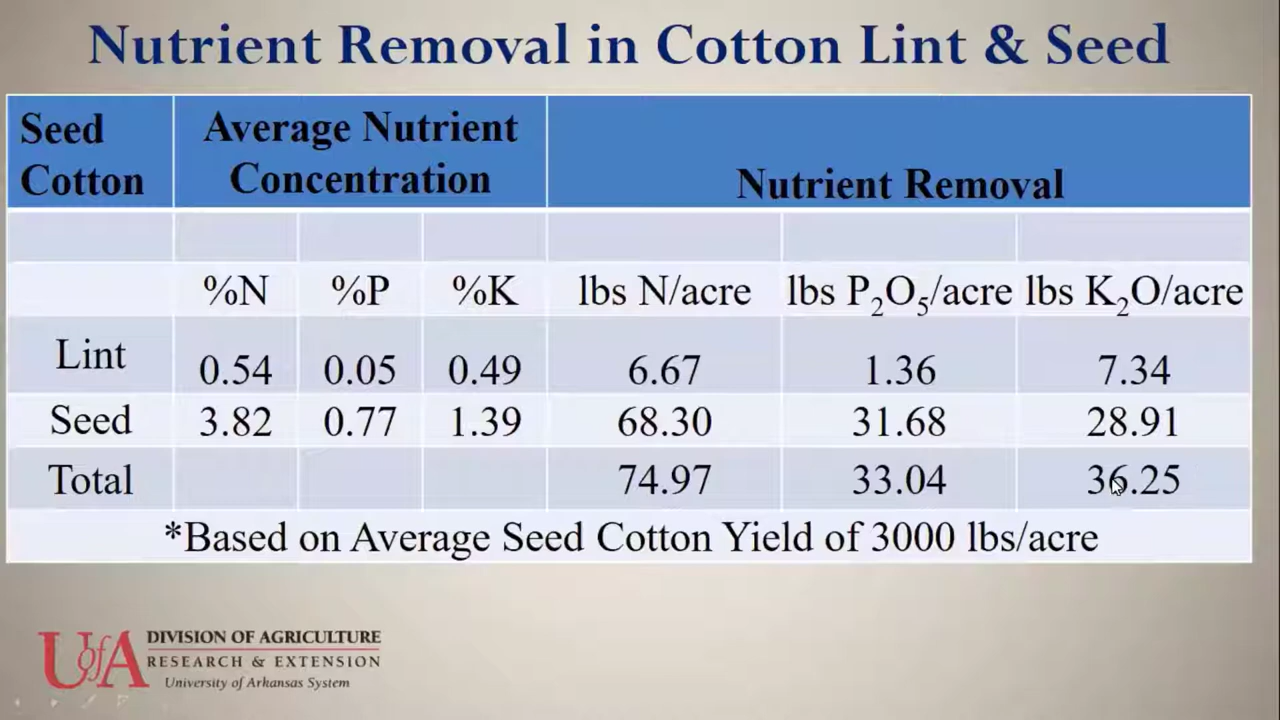 Nutrient Removal in Cotton Lint & Seed
Seed Cotton
Average Nutrient Concentration
Nutrient Removal
%N %P %K lbs N/acre lbs P₂O₅/acre lbs K₂O/acre
Lint 0.54 0.05 0.49 6.67 1.36 7.34
Seed 3.82 0.77 1.39 68.30 31.68 28.91
Total 74.97 33.04 36.25
*Based on Average Seed Cotton Yield of 3000 lbs/acre
UofA
DIVISION OF AGRICULTURE
RESEARCH & EXTENSION
University of Arkansas System